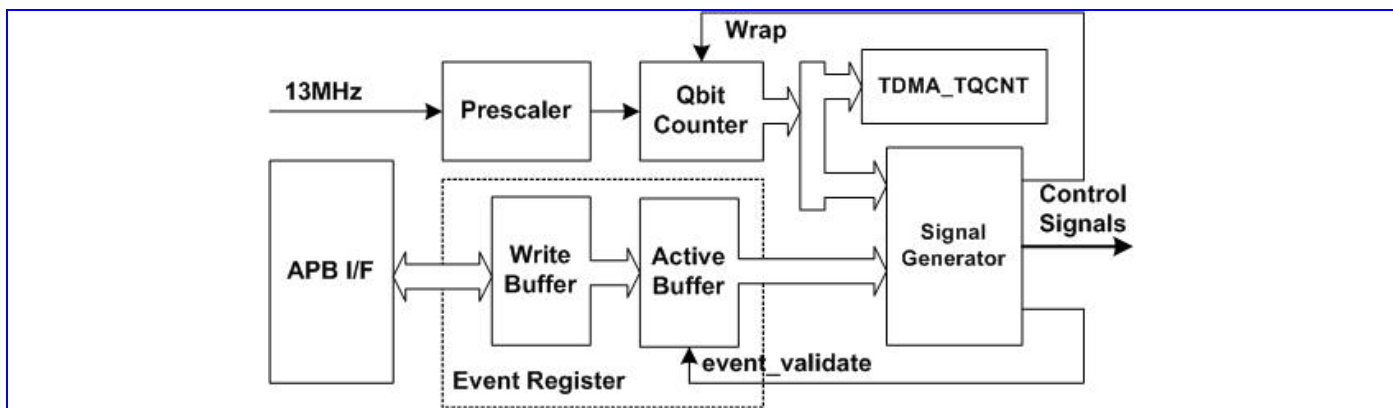 Wrap
13MHz
Prescaler
Qbit
Counter
TDMA_TQCNT
APB I/F
Write
Buffer
Active
Buffer
Signal
Generator
Control
Signals
event_validate
Event Register